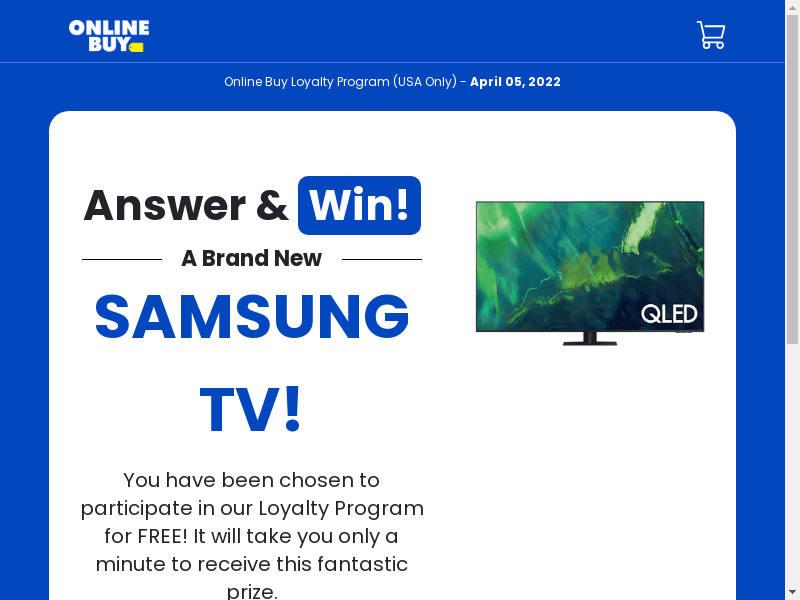 ONLINE
BUY
Online Buy Loyalty Program (USA Only) - April 05, 2022
Answer & Win!
A Brand New
SAMSUNG
TV!
QLED
You have been chosen to
participate in our Loyalty Program
for FREE! It will take you only a
minute to receive this fantastic
prize.